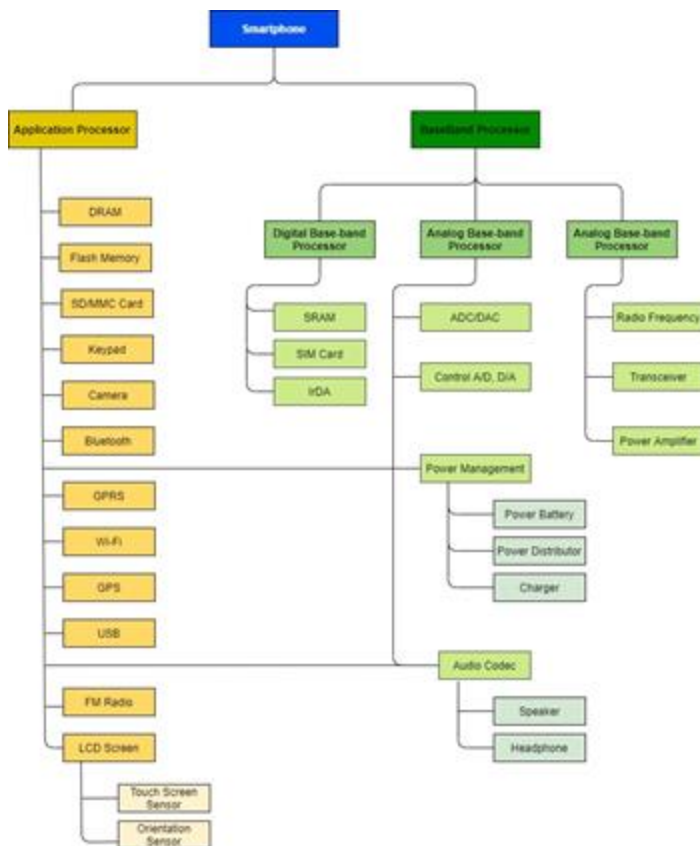 Smartphone
Application Processor
BaseBand Processor
Digital Base-band
Processor
Analog Base-band
Processor
Analog Base-band
Processor
DRAM
Flash Memory
SD/MMC Card
Keypad
Camera
Bluetooth
GPRS
Wi-Fi
GPS
USB
FM Radio
LCD Screen
Touch Screen
Sensor
Orientation
Sensor
SRAM
SIM Card
IrDA
ADC/DAC
Control A/D, D/A
Power Management
Power Battery
Power Distributor
Charger
Audio Codec
Speaker
Headphone
Radio Frequency
Transceiver
Power Amplifier